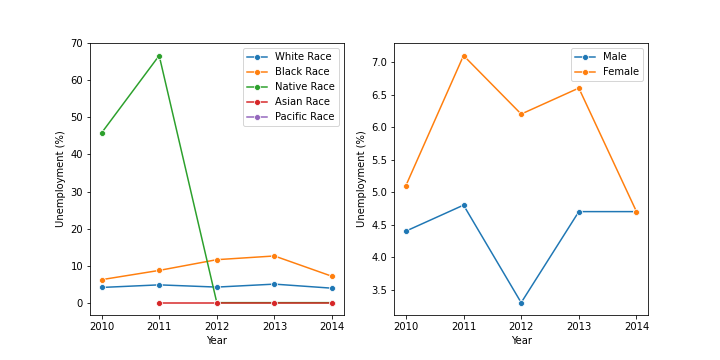 70
60
50
40
30
20
10
0
Unemployment (%)
2010 2011 2012 2013 2014
Year
White Race
Black Race
Native Race
Asian Race
Pacific Race
7.0
6.5
6.0
5.5
5.0
4.5
4.0
3.5
Unemployment (%)
2010 2011 2012 2013 2014
Year
Male
Female